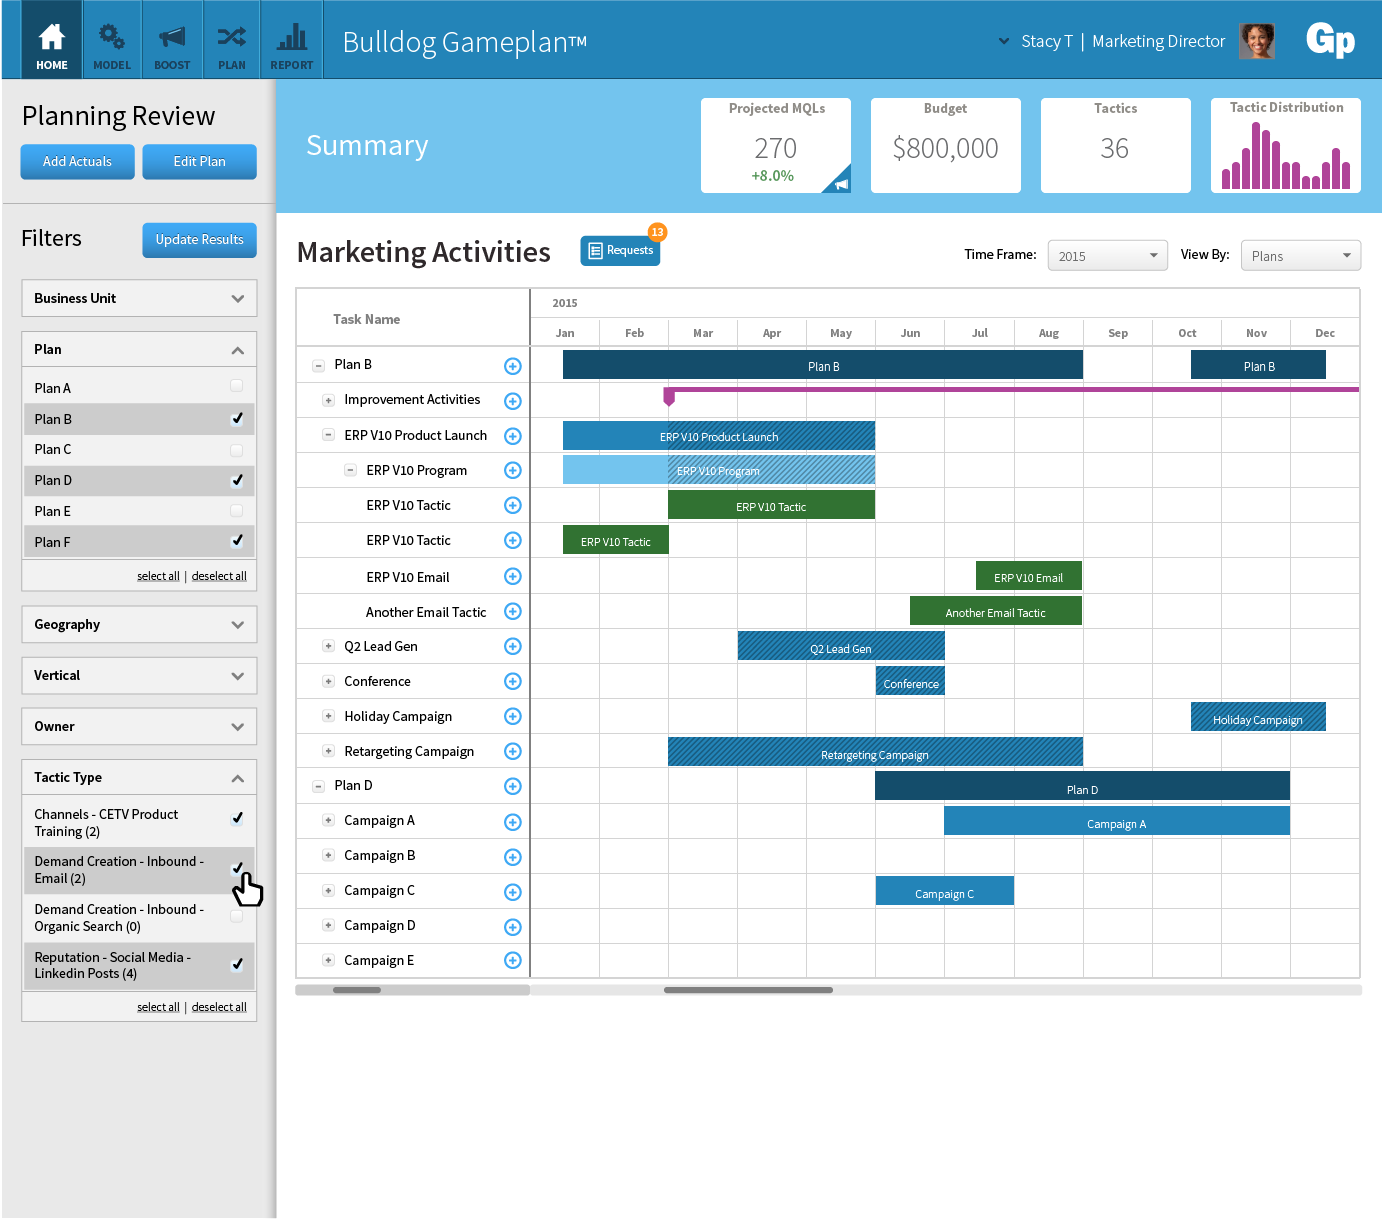 HOME
MODEL
BOOST
PLAN
REPORT
Bulldog Gameplan™
Stacy T | Marketing Director
Gp
Planning Review
Add Actuals
Edit Plan
Summary
Projected MQLs
270
+8.0%
Budget
$800,000
Tactics
36
Tactic Distribution
Filters
Update Results
Business Unit
Plan
Plan A
Plan B
Plan C
Plan D
Plan E
Plan F
select all | deselect all
Geography
Vertical
Owner
Tactic Type
Channels - CETV Product
Training (2)
Demand Creation - Inbound -
Email (2)
Demand Creation - Inbound -
Organic Search (0)
Reputation - Social Media -
Linkedin Posts (4)
select all | deselect all
Marketing Activities
Requests
13
Time Frame:
2015
View By:
Plans
Task Name
2015
Jan Feb Mar Apr May Jun Jul Aug Sep Oct Nov Dec
Plan B
Plan B
Plan B
Improvement Activities
ERP V10 Product Launch
ERP V10 Product Launch
ERP V10 Program
ERP V10 Program
ERP V10 Tactic
ERP V10 Tactic
ERP V10 Tactic
ERP V10 Tactic
ERP V10 Email
ERP V10 Email
Another Email Tactic
Another Email Tactic
Q2 Lead Gen
Q2 Lead Gen
Conference
Conference
Holiday Campaign
Holiday Campaign
Retargeting Campaign
Retargeting Campaign
Plan D
Plan D
Campaign A
Campaign A
Campaign B
Campaign C
Campaign C
Campaign D
Campaign E